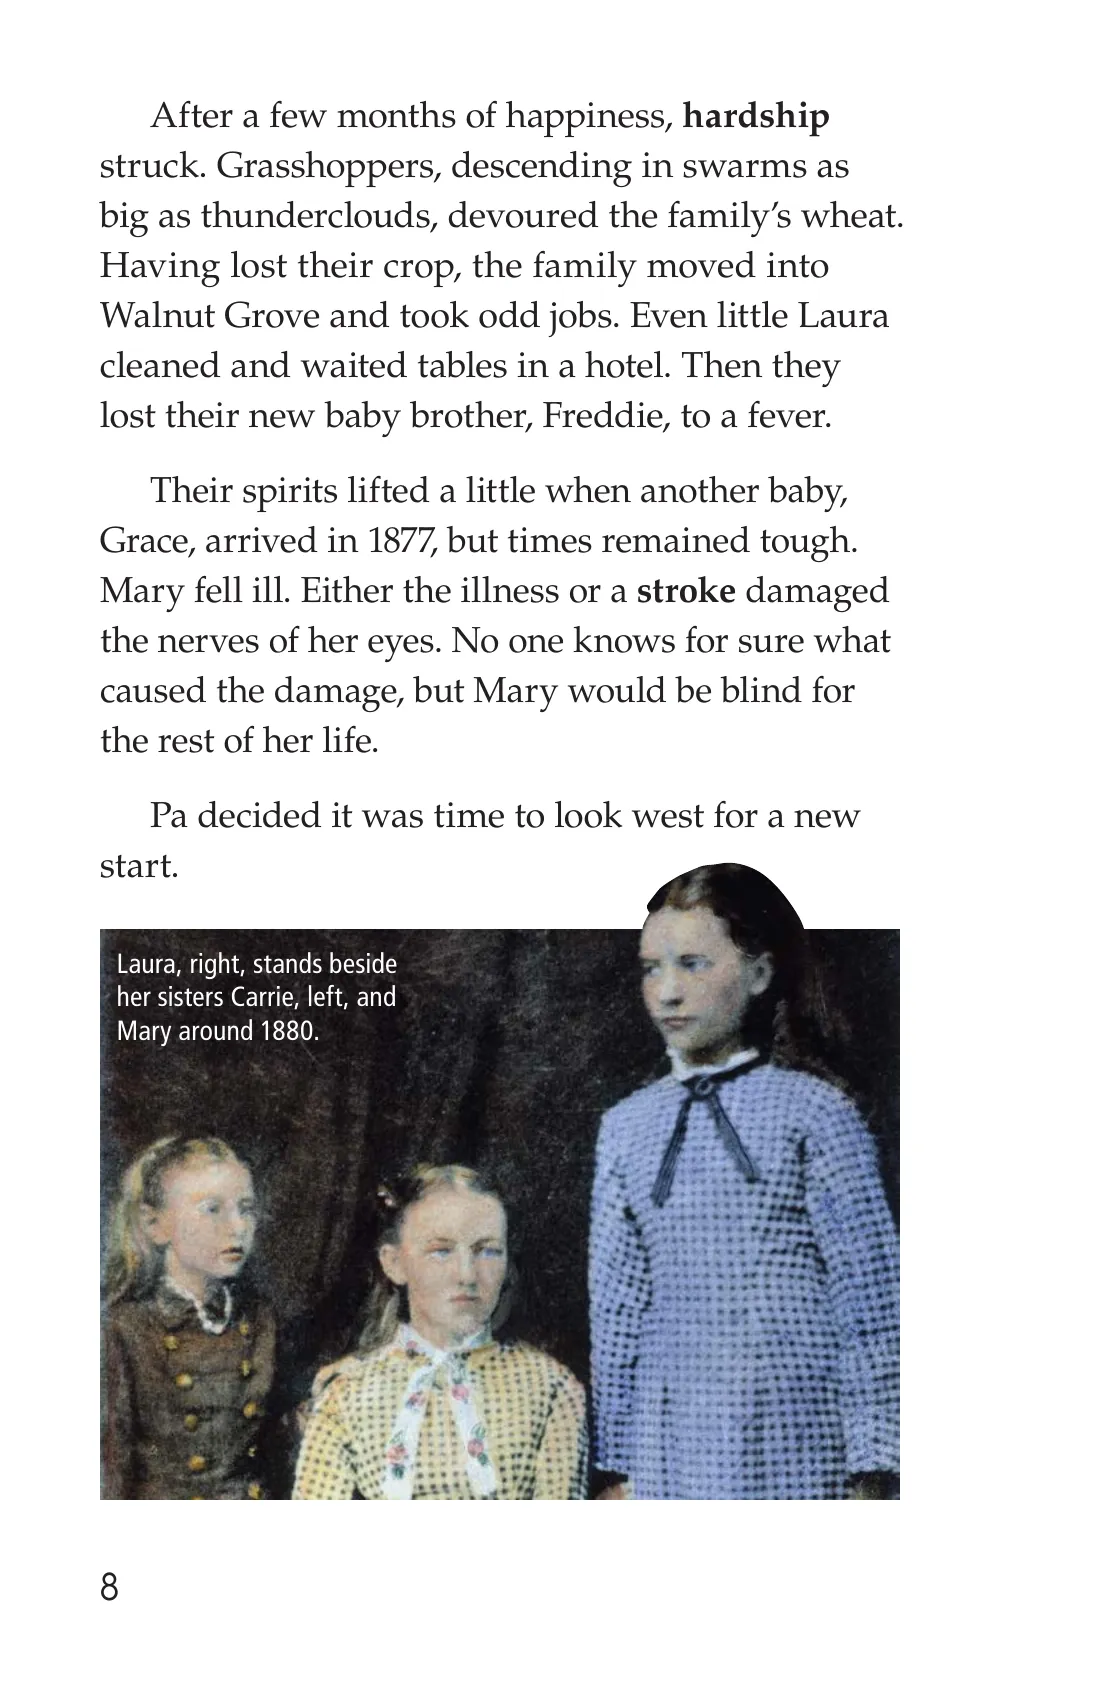 After a few months of happiness, hardship
struck. Grasshoppers, descending in swarms as
big as thunderclouds, devoured the family’s wheat.
Having lost their crop, the family moved into
Walnut Grove and took odd jobs. Even little Laura
cleaned and waited tables in a hotel. Then they
lost their new baby brother, Freddie, to a fever.
Their spirits lifted a little when another baby,
Grace, arrived in 1877, but times remained tough.
Mary fell ill. Either the illness or a stroke damaged
the nerves of her eyes. No one knows for sure what
caused the damage, but Mary would be blind for
the rest of her life.
Pa decided it was time to look west for a new
start.
Laura, right, stands beside
her sisters Carrie, left, and
Mary around 1880.
8